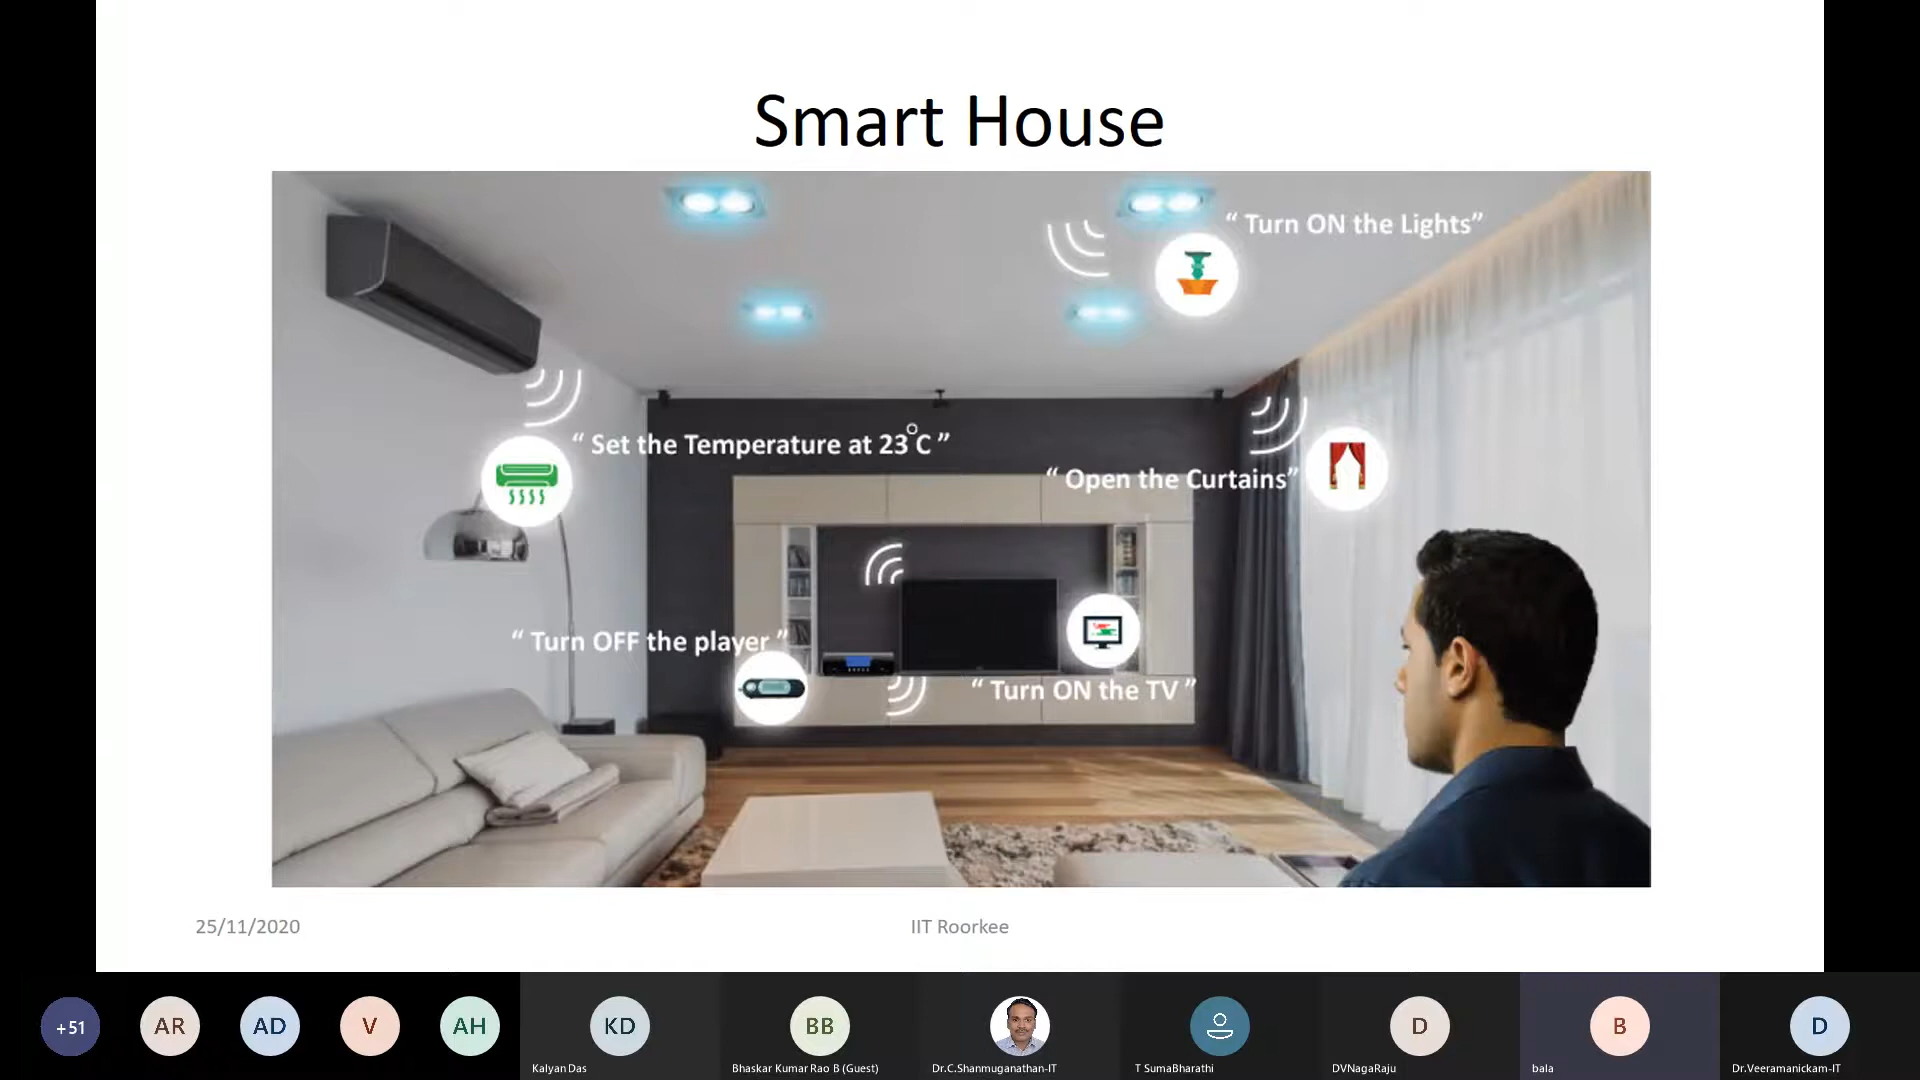 Smart House
“ Turn ON the Lights”
“ Set the Temperature at 23°C ”
“ Open the Curtains”
“ Turn OFF the player ”
“ Turn ON the TV ”
25/11/2020
IIT Roorkee
+51
AR
AD
V
AH
KD
BB
D
B
D
Kalyan Das
Bhaskar Kumar Rao B (Guest)
Dr.C.Shanmuganathan-IT
T SumaBharathi
DVNagaRaju
bala
Dr.Veeramanickam-IT